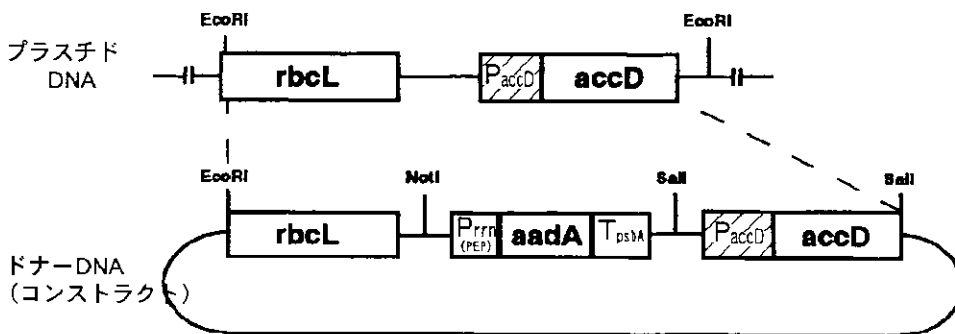 EcoRI EcoRI
プラスチド
DNA
rbcL PaccD accD
EcoRI NotI SalI SalI
rbcL Prrn aadA TpsbA PaccD accD
(PEP)
ドナーDNA
(コンストラクト)